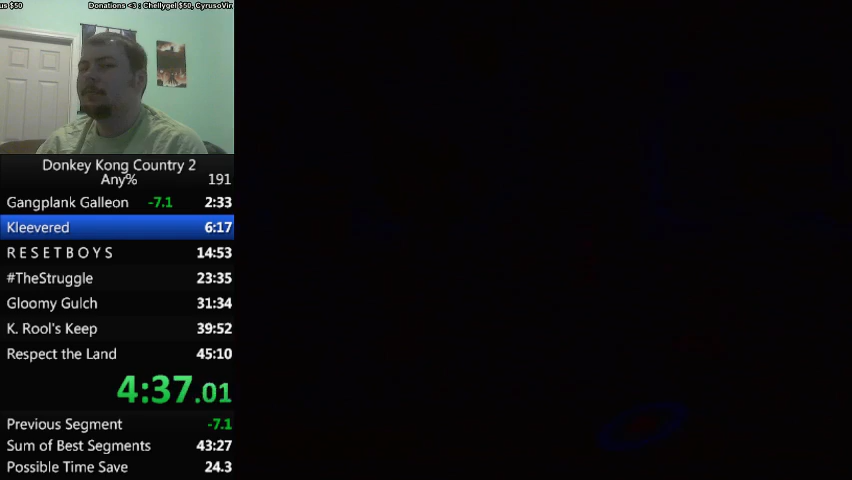 us $50 Donations <3 : Chellygel $50, CyrusoVir
Donkey Kong Country 2
Any% 191
Gangplank Galleon -7.1 2:33
Kleevered 6:17
R E S E T B O Y S 14:53
#TheStruggle 23:35
Gloomy Gulch 31:34
K. Rool's Keep 39:52
Respect the Land 45:10
4:37.01
Previous Segment -7.1
Sum of Best Segments 43:27
Possible Time Save 24.3